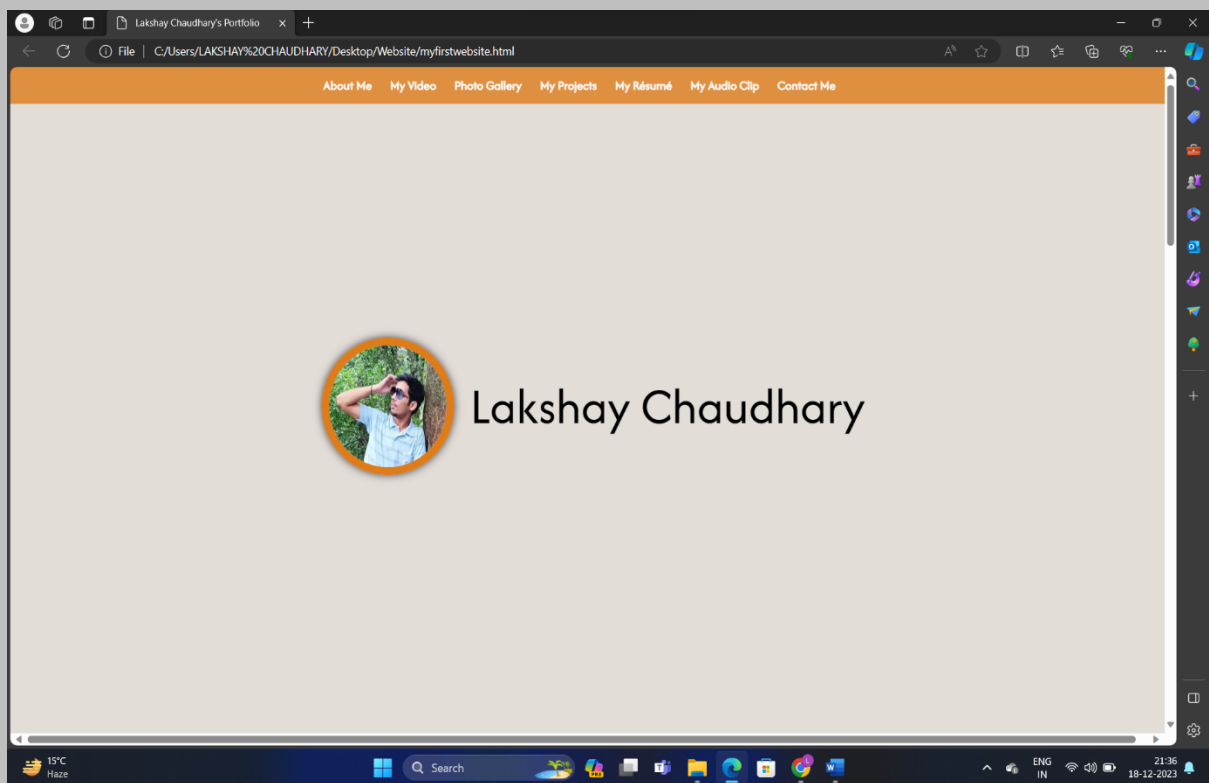 Lakshay Chaudhary's Portfolio
File | C:/Users/LAKSHAY%20CHAUDHARY/Desktop/Website/myfirstwebsite.html
About Me My Video Photo Gallery My Projects My Résumé My Audio Clip Contact Me
Lakshay Chaudhary
15°C
Haze
Search
ENG
IN
21:36
18-12-2023